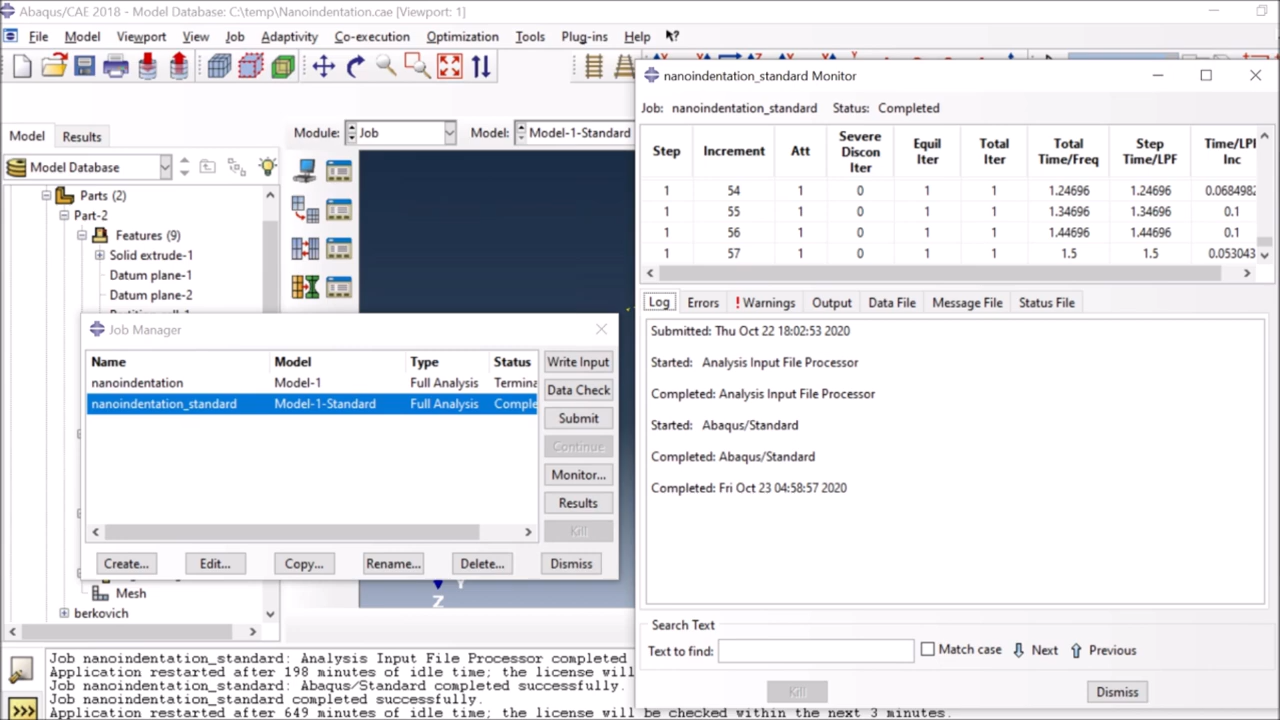 Abaqus/CAE 2018 - Model Database: C:\temp\Nanoindentation.cae [Viewport: 1]
File Model Viewport View Job Adaptivity Co-execution Optimization Tools Plug-ins Help
Model Results
Module: Job Model: Model-1-Standard
Model Database
Parts (2)
Part-2
Features (9)
Solid extrude-1
Datum plane-1
Datum plane-2
Mesh
berkovich
Job Manager
Name Model Type Status
nanoindentation Model-1 Full Analysis Termina
nanoindentation_standard Model-1-Standard Full Analysis Comple
Write Input
Data Check
Submit
Continue
Monitor...
Results
Kill
Create... Edit... Copy... Rename... Delete... Dismiss
Y
Z
nanoindentation_standard Monitor
Job: nanoindentation_standard Status: Completed
Step Increment Att Severe Discon Iter Equil Iter Total Iter Total Time/Freq Step Time/LPF Time/LPF Inc
1 54 1 0 1 1 1.24696 1.24696 0.0684982
1 55 1 0 1 1 1.34696 1.34696 0.1
1 56 1 0 1 1 1.44696 1.44696 0.1
1 57 1 0 1 1 1.5 1.5 0.053043
Log Errors ! Warnings Output Data File Message File Status File
Submitted: Thu Oct 22 18:02:53 2020
Started: Analysis Input File Processor
Completed: Analysis Input File Processor
Started: Abaqus/Standard
Completed: Abaqus/Standard
Completed: Fri Oct 23 04:58:57 2020
Search Text
Text to find: Match case Next Previous
Kill Dismiss
Job nanoindentation_standard: Analysis Input File Processor completed
Application restarted after 198 minutes of idle time; the license will
Job nanoindentation_standard: Abaqus/Standard completed successfully.
Job nanoindentation_standard completed successfully.
Application restarted after 649 minutes of idle time; the license will be checked within the next 3 minutes.